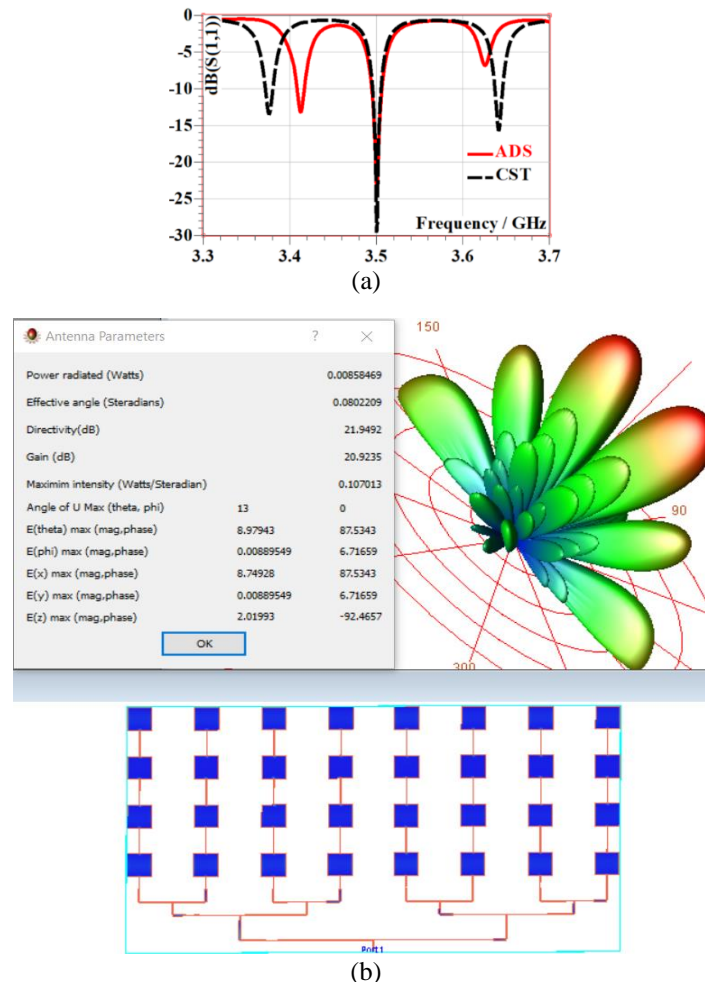 0
-5
-10
-15
-20
-25
-30
dB(S(1,1)
ADS
CST
Frequency / GHz
3.3 3.4 3.5 3.6 3.7
(a)
Antenna Parameters ? ×
Power radiated (Watts) 0.00858469
Effective angle (Steradians) 0.0802209
Directivity(dB) 21.9492
Gain (dB) 20.9235
Maximim intensity (Watts/Steradian) 0.107013
Angle of U Max (theta, phi) 13 0
E(theta) max (mag,phase) 8.97943 87.5343
E(phi) max (mag,phase) 0.00889549 6.71659
E(x) max (mag,phase) 8.74928 87.5343
E(y) max (mag,phase) 0.00889549 6.71659
E(z) max (mag,phase) 2.01993 -92.4657
OK
150
90
300
Port1
(b)